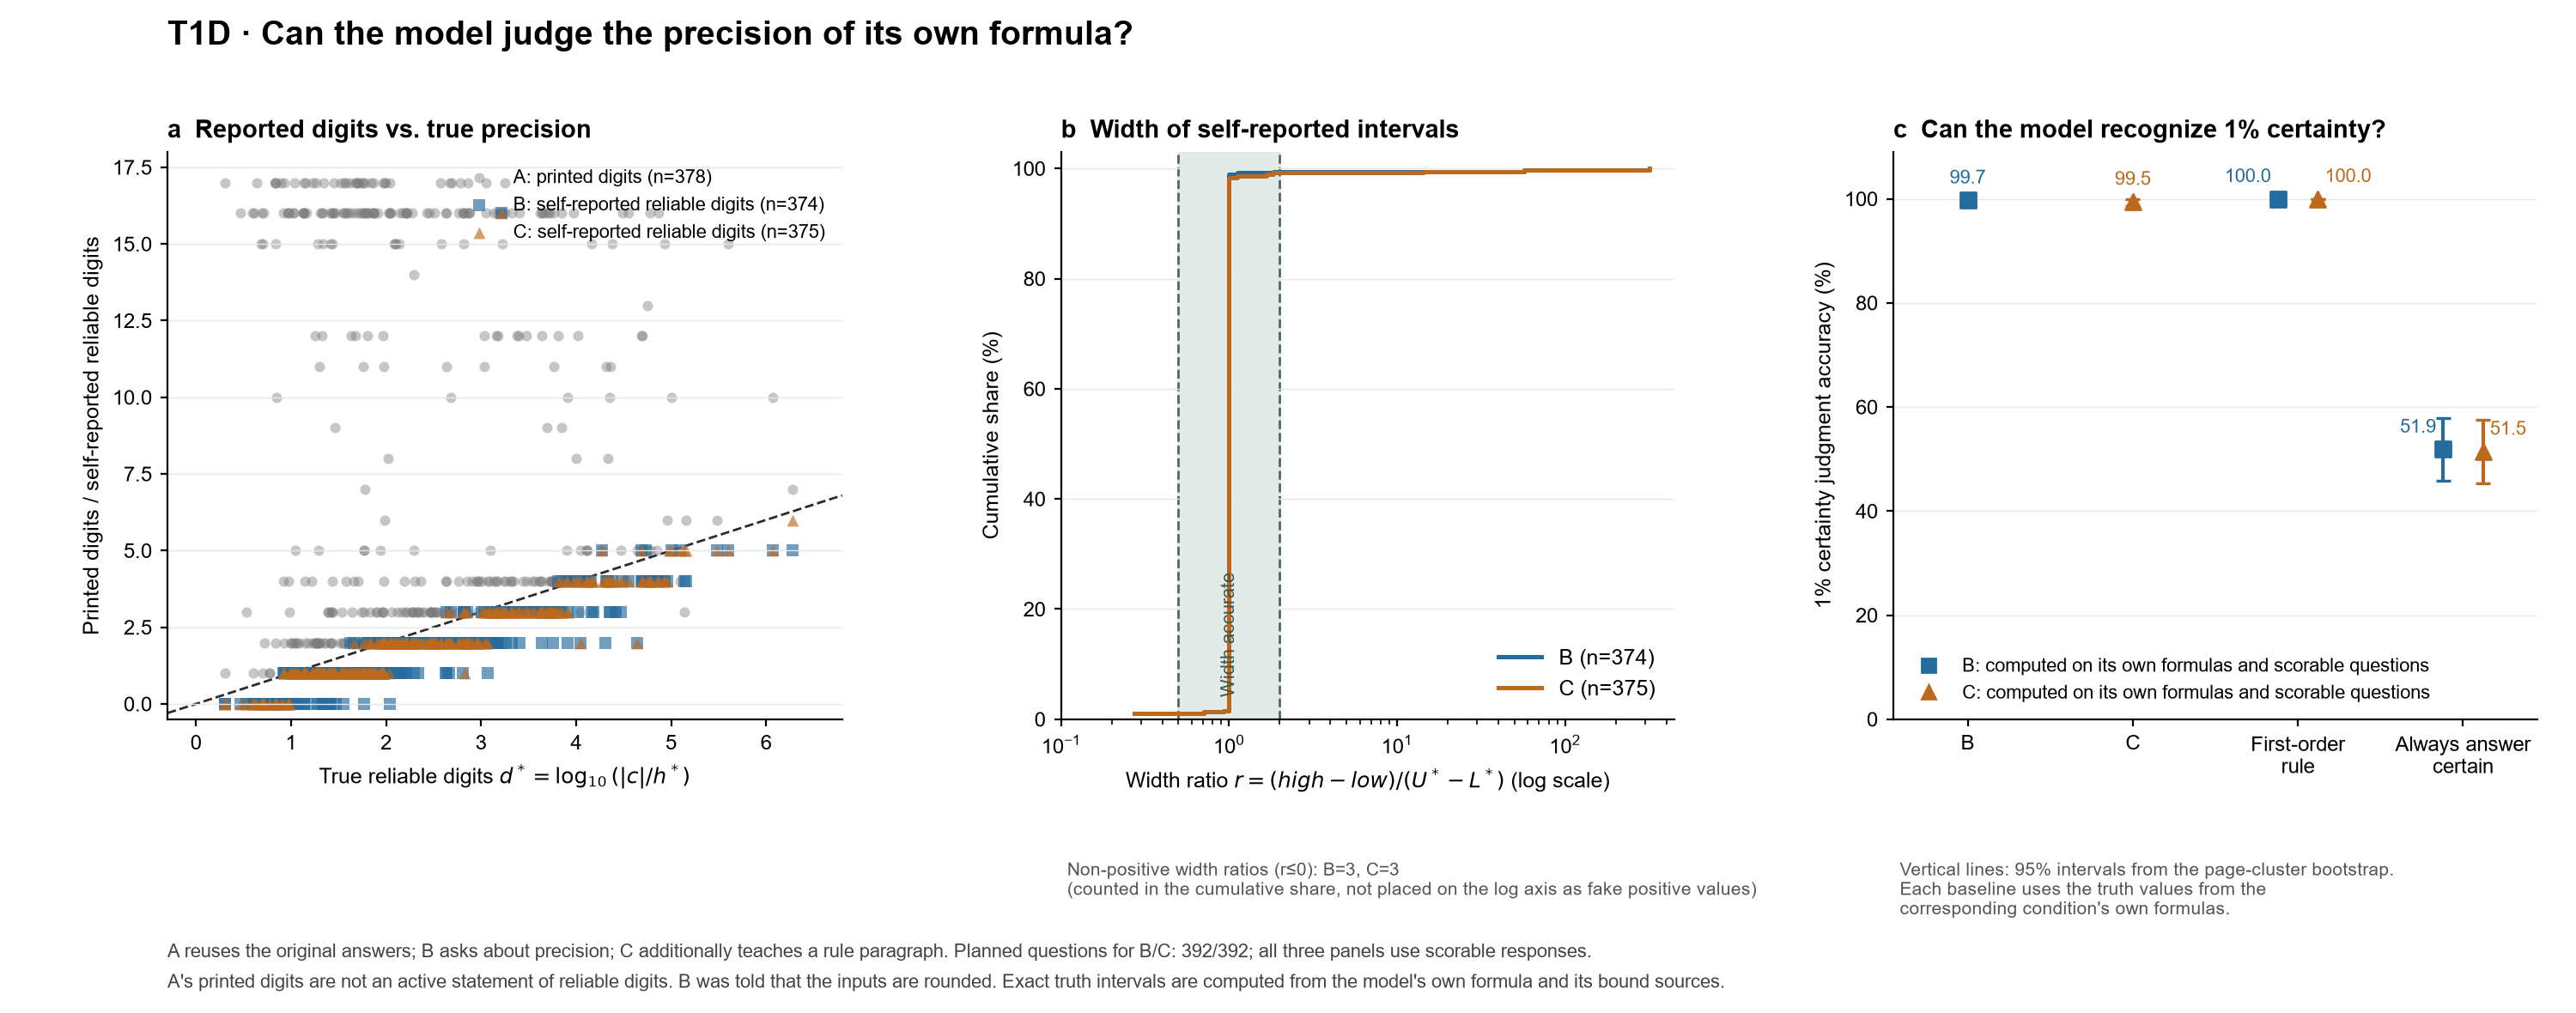 T1D · Can the model judge the precision of its own formula?
a Reported digits vs. true precision
17.5
15.0
12.5
10.0
7.5
5.0
2.5
0.0
Printed digits / self-reported reliable digits
A: printed digits (n=378)
B: self-reported reliable digits (n=374)
C: self-reported reliable digits (n=375)
0 1 2 3 4 5 6
True reliable digits d* = log₁₀ (|c|/h*)
b Width of self-reported intervals
100
80
60
40
20
0
Cumulative share (%)
Width accurate
B (n=374)
C (n=375)
10⁻¹ 10⁰ 10¹ 10²
Width ratio r = (high − low)/(U* − L*) (log scale)
Non-positive width ratios (r≤0): B=3, C=3
(counted in the cumulative share, not placed on the log axis as fake positive values)
c Can the model recognize 1% certainty?
100
80
60
40
20
0
1% certainty judgment accuracy (%)
99.7
99.5
100.0
100.0
51.9
51.5
B: computed on its own formulas and scorable questions
C: computed on its own formulas and scorable questions
B C First-order Always answer
rule certain
Vertical lines: 95% intervals from the page-cluster bootstrap.
Each baseline uses the truth values from the
corresponding condition's own formulas.
A reuses the original answers; B asks about precision; C additionally teaches a rule paragraph. Planned questions for B/C: 392/392; all three panels use scorable responses.
A's printed digits are not an active statement of reliable digits. B was told that the inputs are rounded. Exact truth intervals are computed from the model's own formula and its bound sources.